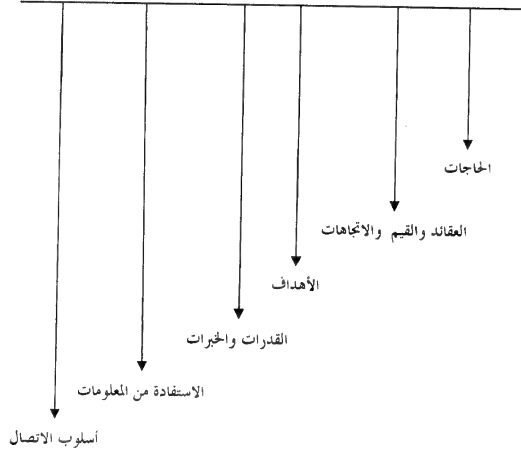 الحاجات
العقائد والقيم والاتجاهات
الأهداف
القدرات والخبرات
الاستفادة من المعلومات
أسلوب الاتصال